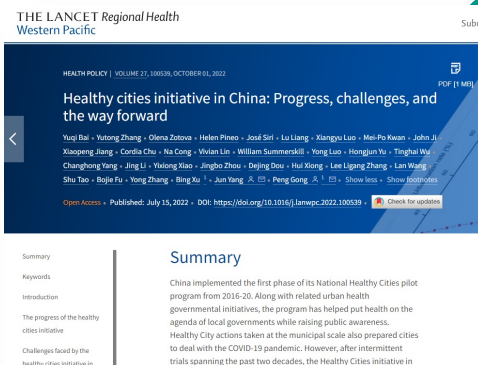 THE LANCET Regional Health
Western Pacific
HEALTH POLICY | VOLUME 27, 100539, OCTOBER 01, 2022
PDF [1 MB]
Healthy cities initiative in China: Progress, challenges, and
the way forward
Yuqi Bai • Yutong Zhang • Olena Zotova • Helen Pineo • José Siri • Lu Liang • Xiangyu Luo • Mei-Po Kwan • John Ji •
Xiaopeng Jiang • Cordia Chu • Na Cong • Vivian Lin • William Summerskill • Yong Luo • Hongjun Yu • Tinghai Wu •
Changhong Yang • Jing Li • Yixiong Xiao • Jingbo Zhou • Dejing Dou • Hui Xiong • Lee Ligang Zhang • Lan Wang •
Shu Tao • Bojie Fu • Yong Zhang • Bing Xu • Jun Yang • Peng Gong • Show less • Show footnotes
Open Access • Published: July 15, 2022 • DOI: https://doi.org/10.1016/j.lanwpc.2022.100539 • Check for updates
Summary
Keywords
Introduction
The progress of the healthy
cities initiative
Challenges faced by the
healthy cities initiative in
Summary
China implemented the first phase of its National Healthy Cities pilot
program from 2016-20. Along with related urban health
governmental initiatives, the program has helped put health on the
agenda of local governments while raising public awareness.
Healthy City actions taken at the municipal scale also prepared cities
to deal with the COVID-19 pandemic. However, after intermittent
trials spanning the past two decades, the Healthy Cities initiative in